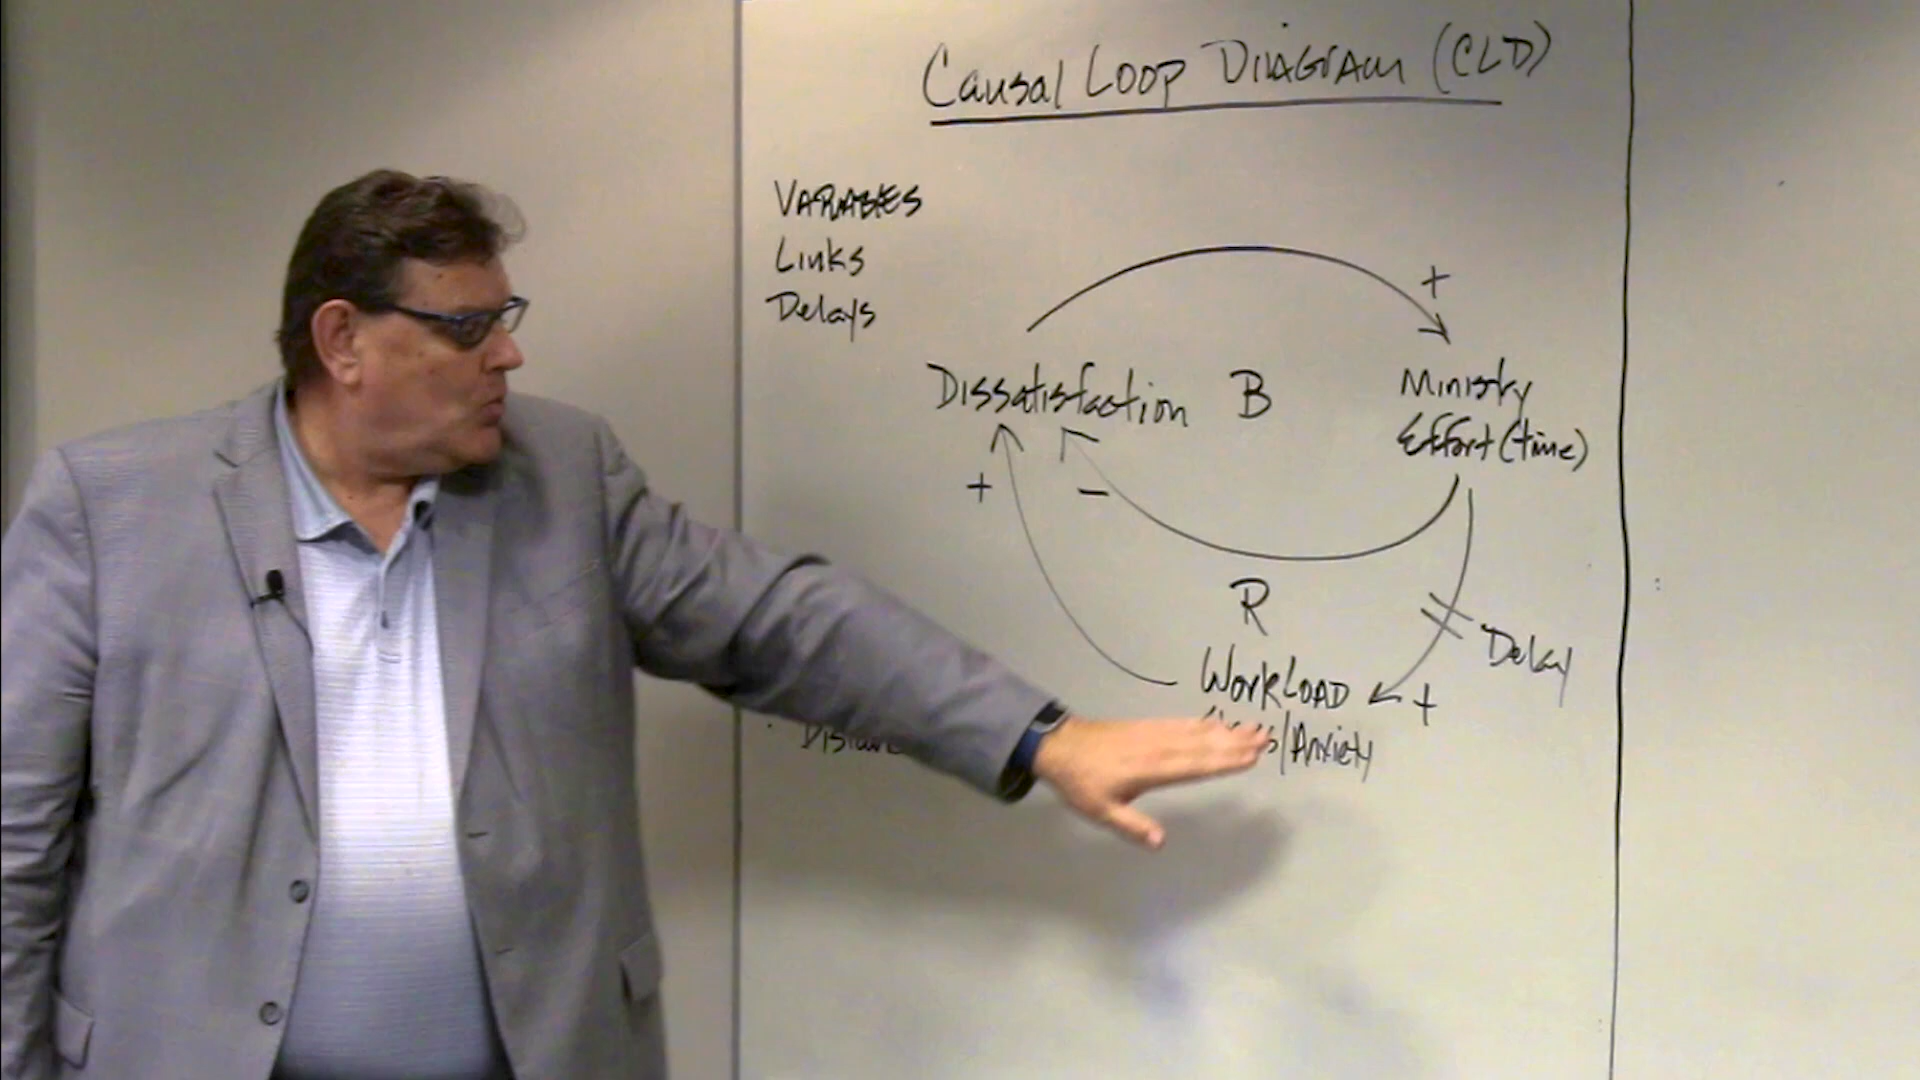 Causal Loop Diagram (CLD)
Variables
Links
Delays
+
Dissatisfaction B Ministry
Effort (time)
+ -
R
Delay
Workload +
/Anxiety